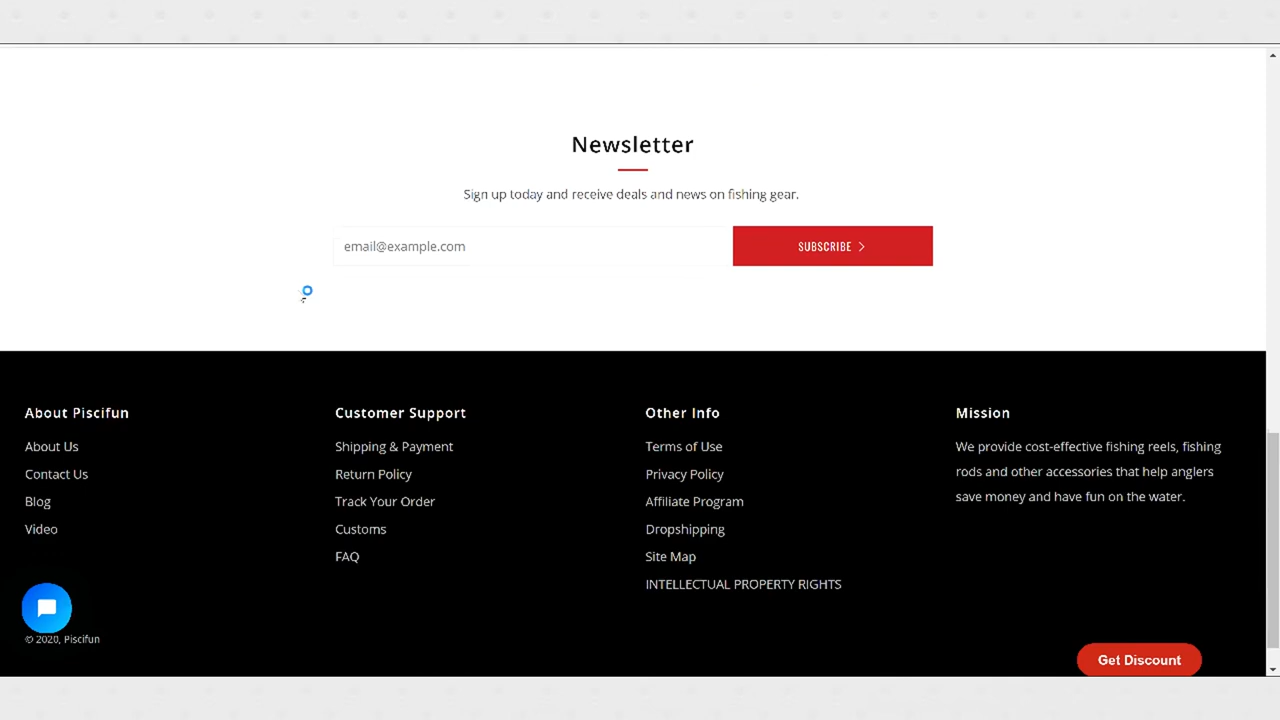 Newsletter
Sign up today and receive deals and news on fishing gear.
email@example.com
SUBSCRIBE
About Piscifun
About Us
Contact Us
Blog
Video
Customer Support
Shipping & Payment
Return Policy
Track Your Order
Customs
FAQ
Other Info
Terms of Use
Privacy Policy
Affiliate Program
Dropshipping
Site Map
INTELLECTUAL PROPERTY RIGHTS
Mission
We provide cost-effective fishing reels, fishing
rods and other accessories that help anglers
save money and have fun on the water.
© 2020, Piscifun
Get Discount